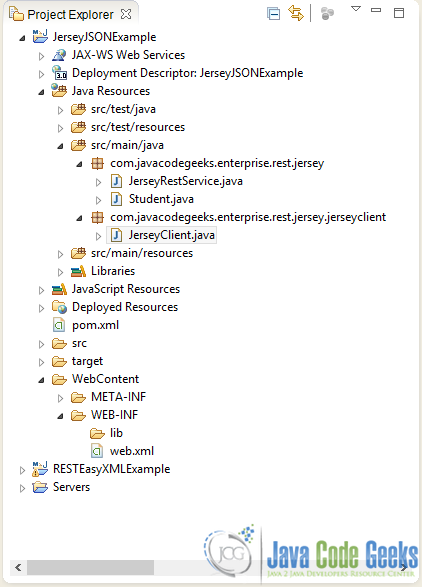 Project Explorer
JerseyJSONExample
JAX-WS Web Services
3.0 Deployment Descriptor: JerseyJSONExample
Java Resources
src/test/java
src/test/resources
src/main/java
com.javacodegeeks.enterprise.rest.jersey
JerseyRestService.java
Student.java
com.javacodegeeks.enterprise.rest.jersey.jerseyclient
JerseyClient.java
src/main/resources
Libraries
JavaScript Resources
Deployed Resources
pom.xml
src
target
WebContent
META-INF
WEB-INF
lib
web.xml
RESTEasyXMLExample
Servers
JCG Java Code Geeks
JAVA 2 JAVA DEVELOPERS RESOURCE CENTER